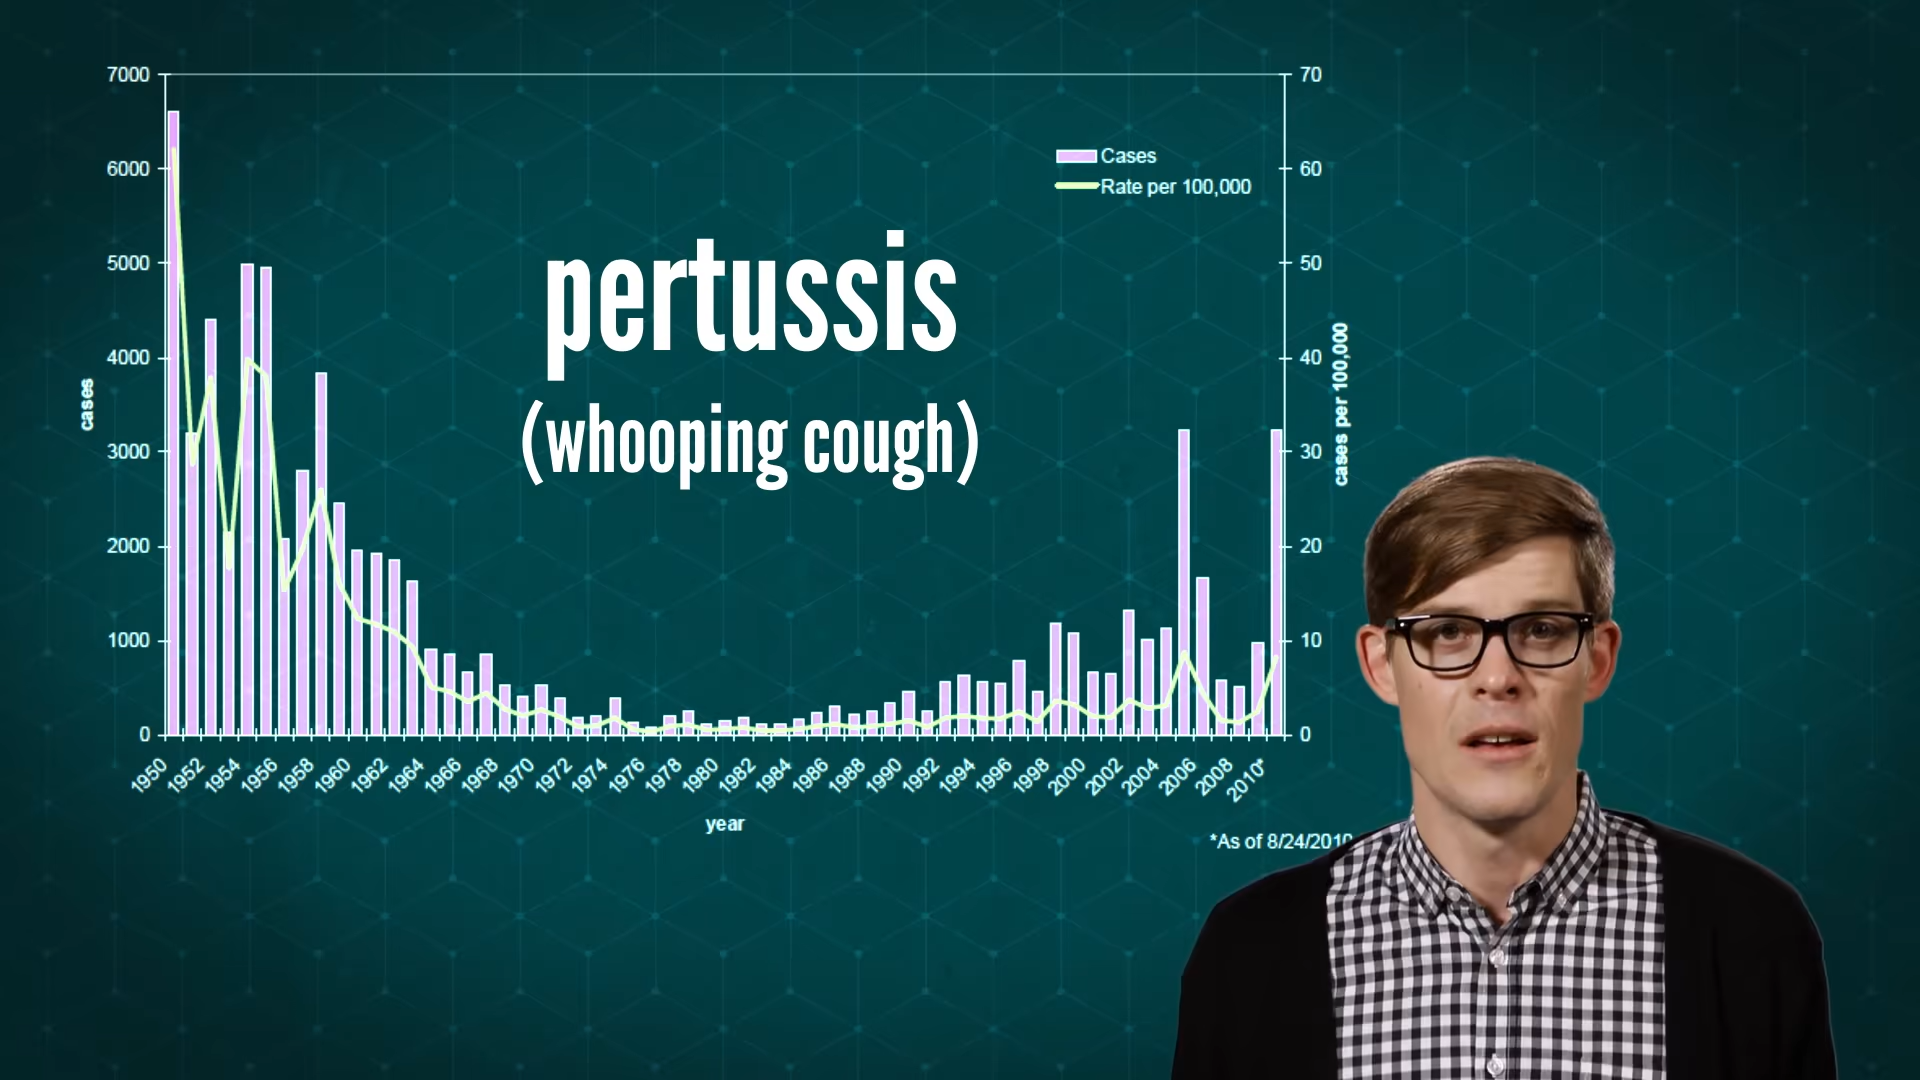 7000
6000
5000
4000
3000
2000
1000
0
cases
Cases
Rate per 100,000
pertussis
(whooping cough)
70
60
50
40
30
20
10
0
cases per 100,000
1950 1952 1954 1956 1958 1960 1962 1964 1966 1968 1970 1972 1974 1976 1978 1980 1982 1984 1986 1988 1990 1992 1994 1996 1998 2000 2002 2004 2006 2008 2010*
year
*As of 8/24/2010